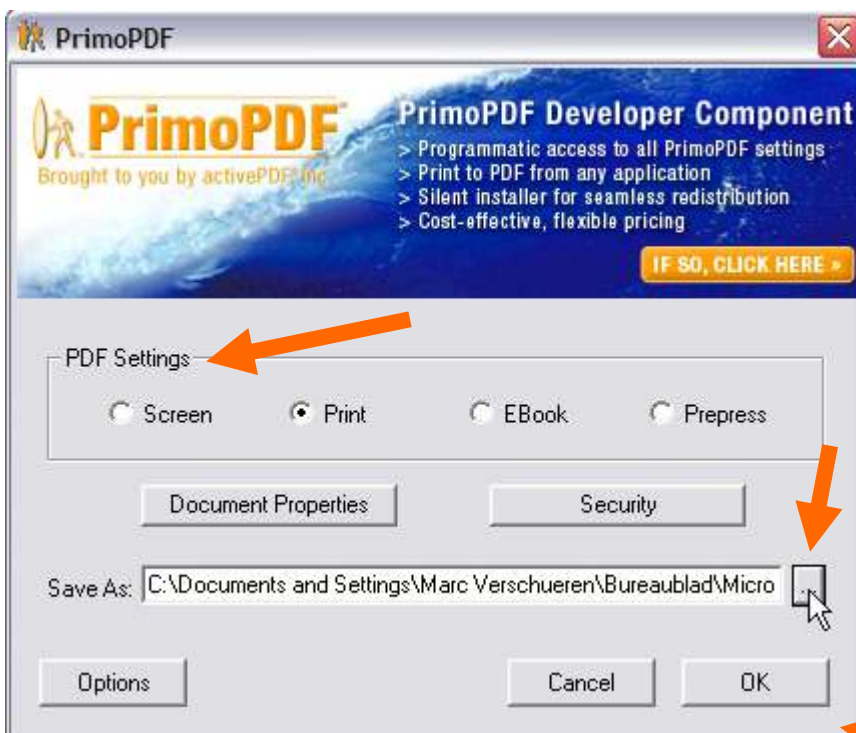 PrimoPDF
PrimoPDF
Brought to you by activePDF, Inc
PrimoPDF Developer Component
> Programmatic access to all PrimoPDF settings
> Print to PDF from any application
> Silent installer for seamless redistribution
> Cost-effective, flexible pricing
IF SO, CLICK HERE »
PDF Settings
Screen Print EBook Prepress
Document Properties Security
Save As: C:\Documents and Settings\Marc Verschueren\Bureaublad\Micro ...
Options Cancel OK